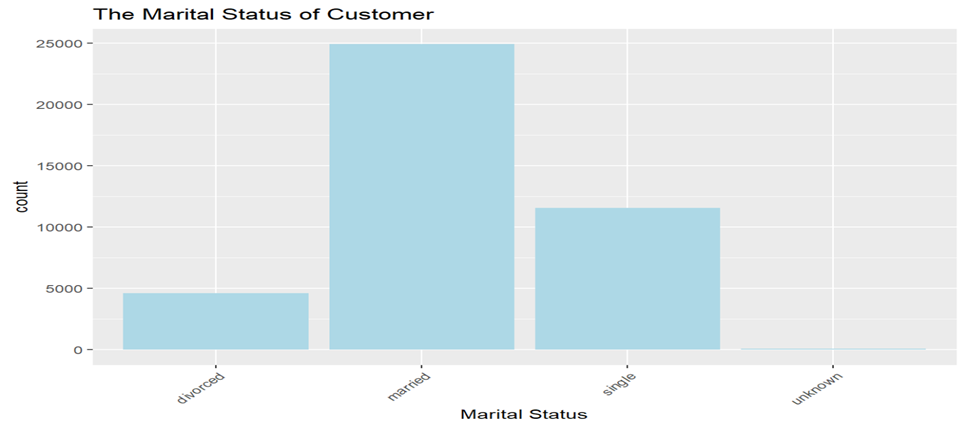 The Marital Status of Customer
25000
20000
15000
10000
5000
0
count
divorced
married
single
unknown
Marital Status